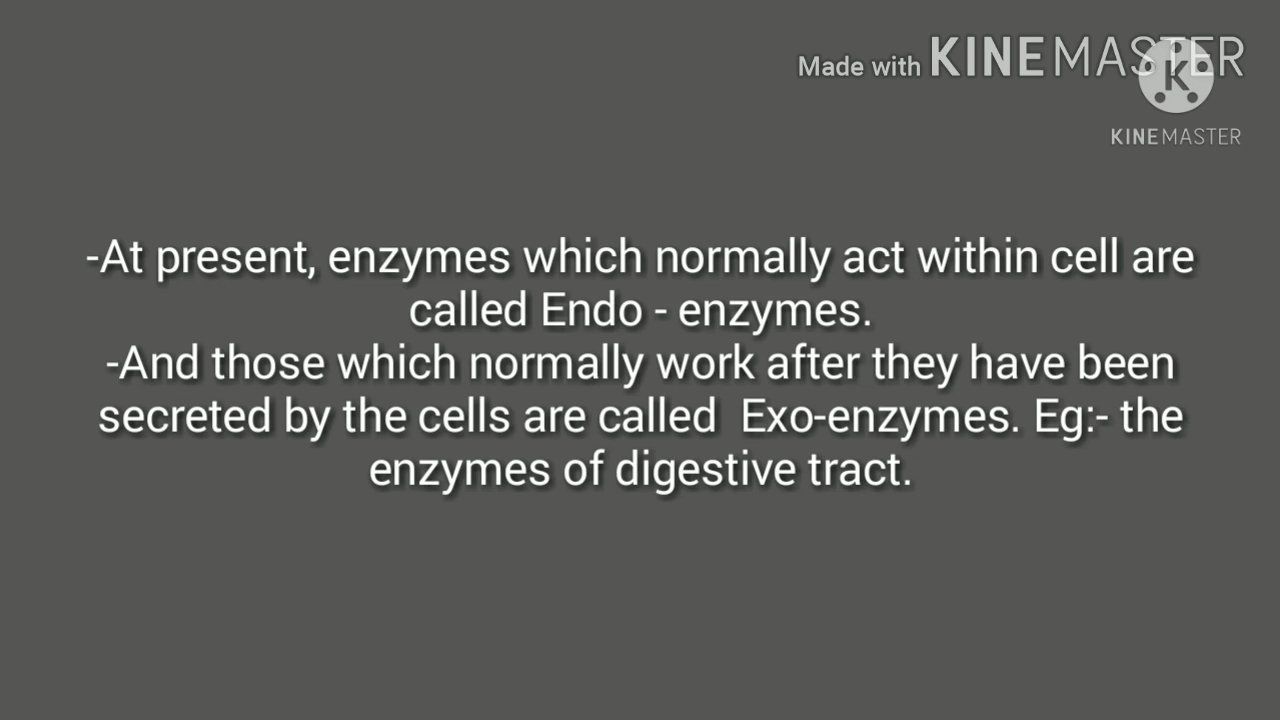 Made with KINEMASTER
KINEMASTER
-At present, enzymes which normally act within cell are
called Endo - enzymes.
-And those which normally work after they have been
secreted by the cells are called  Exo-enzymes. Eg:- the
enzymes of digestive tract.